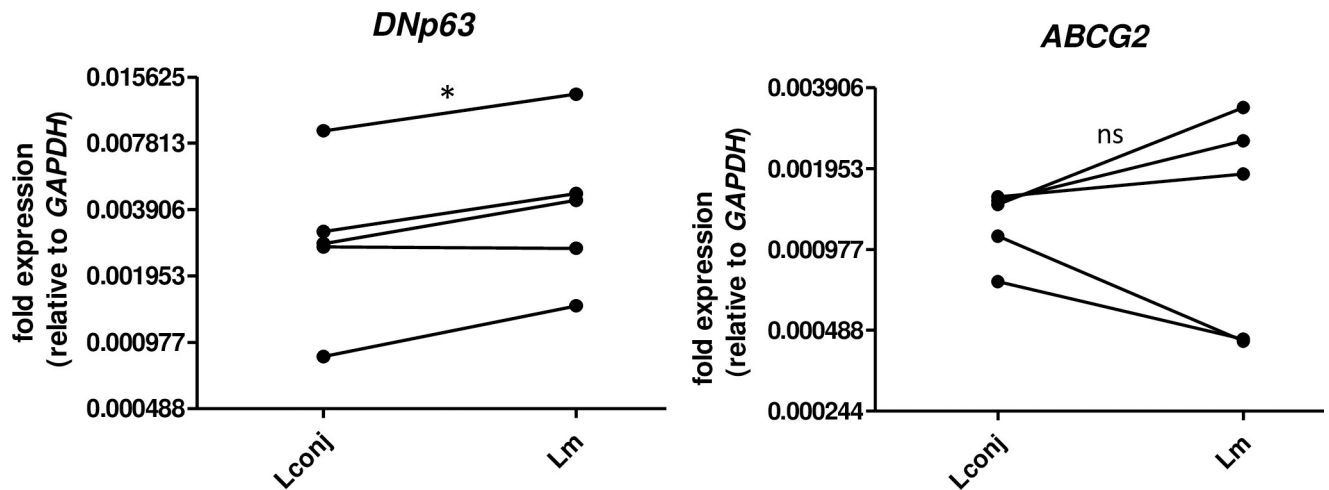 DNp63
fold expression
(relative to GAPDH)
0.015625
0.007813
0.003906
0.001953
0.000977
0.000488
*
Lconj
Lm
ABCG2
fold expression
(relative to GAPDH)
0.003906
0.001953
0.000977
0.000488
0.000244
ns
Lconj
Lm